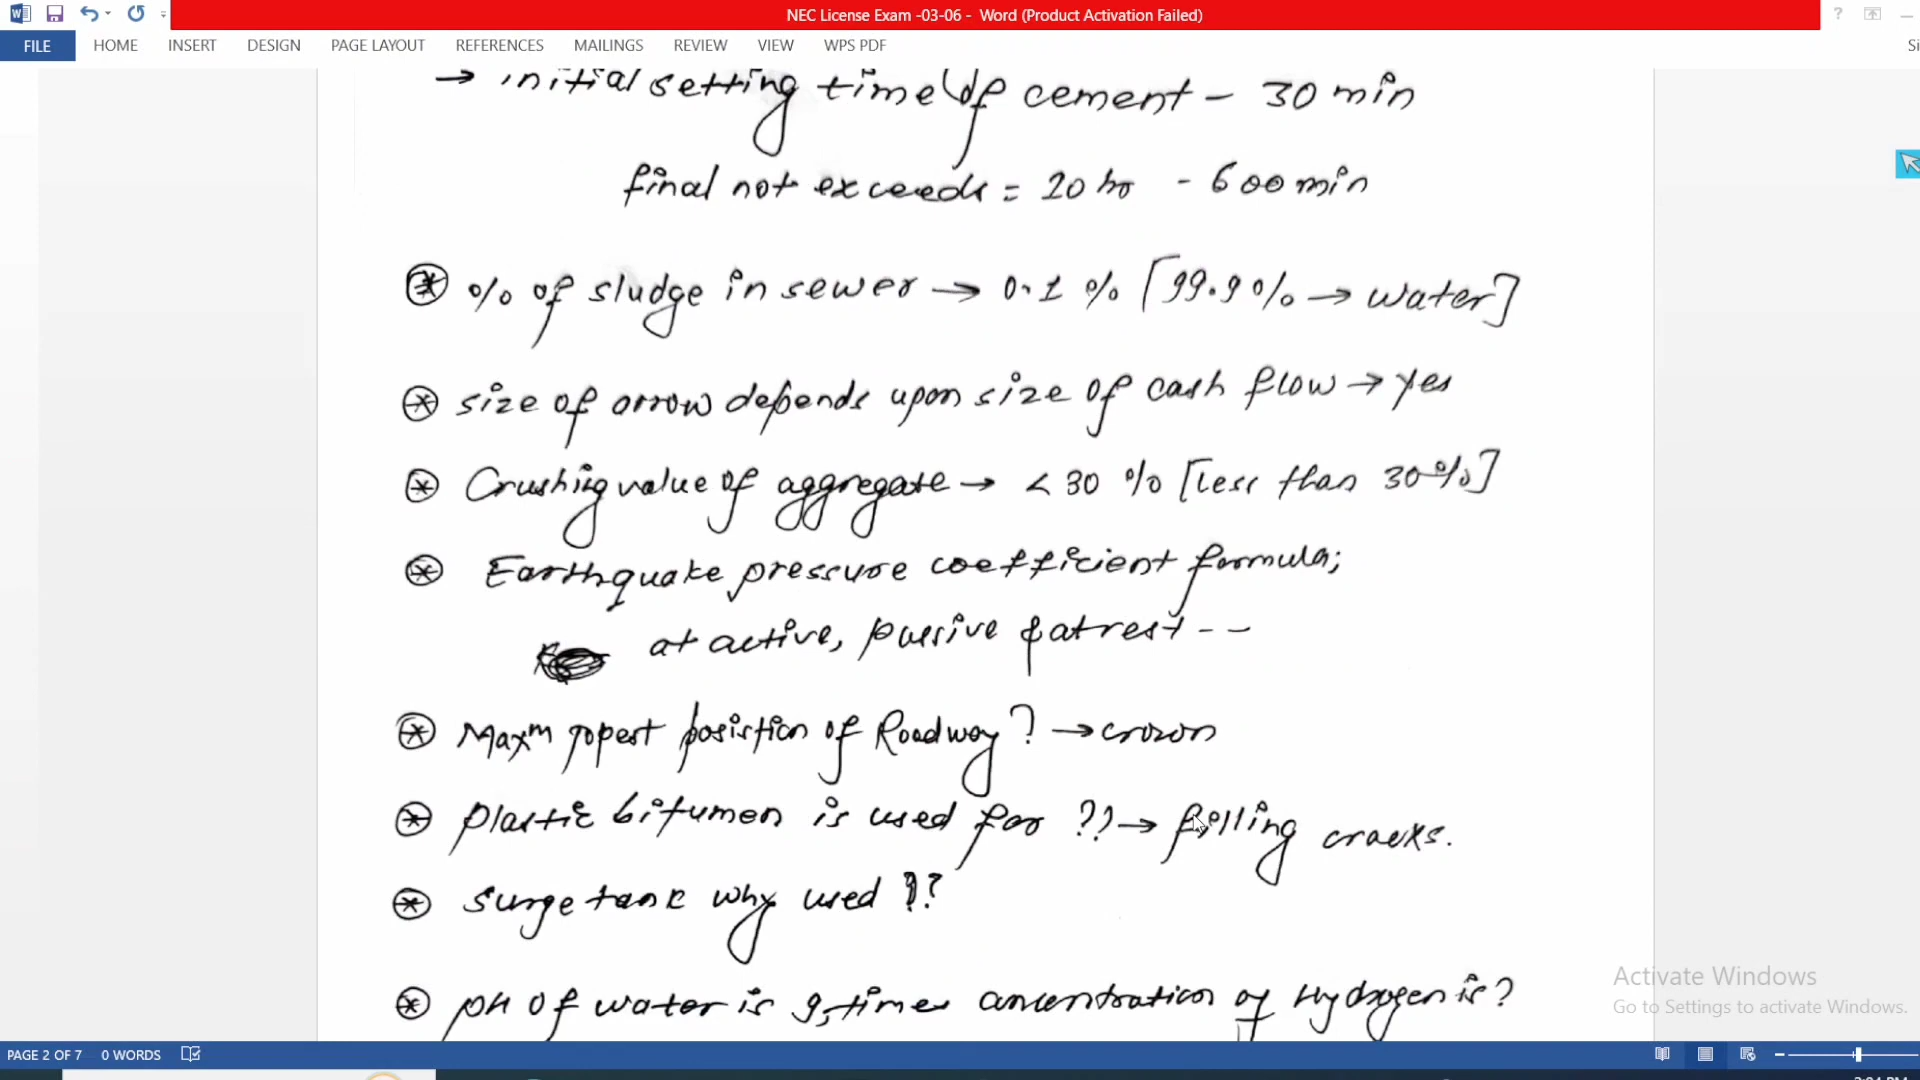 NEC License Exam -03-06 - Word (Product Activation Failed)
FILE HOME INSERT DESIGN PAGE LAYOUT REFERENCES MAILINGS REVIEW VIEW WPS PDF
Si
→ initial setting time of cement - 30 min
final not exceeds = 10 hr - 600 min
% of sludge in sewer → 0.1 % [99.9% → water]
size of arrow depends upon size of cash flow → yes
Crushing value of aggregate → < 30 % [less than 30%]
Earthquake pressure coefficient formula;
at active, passive & at rest - -
Maxm topest position of Roadway ? → crown
plastic bitumen is used for ?? → filling cracks.
Surge tank why used ??
pH of water is 9, times concentration of Hydrogen is ?
Activate Windows
Go to Settings to activate Windows.
PAGE 2 OF 7 0 WORDS